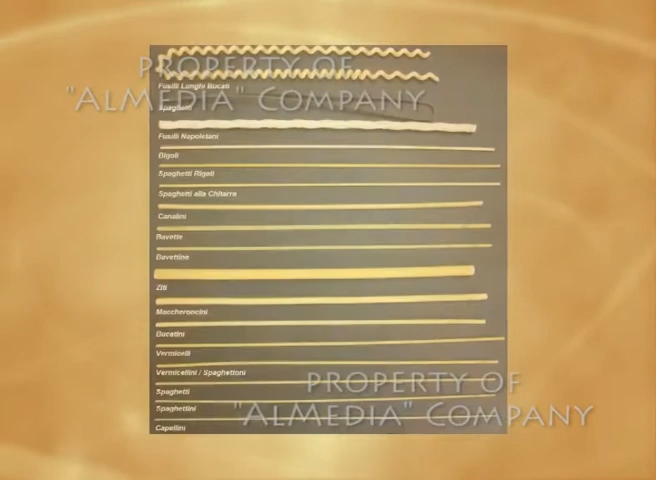 PROPERTY OF
"ALMEDIA" COMPANY
Fusilli Lunghi Bucati
Spaghetti
Fusilli Napoletani
Bigoli
Spaghetti Rigati
Spaghetti alla Chitarra
Canalini
Bavette
Bavettine
Ziti
Maccheroncini
Bucatini
Vermicelli
Vermicellini / Spaghettoni
PROPERTY OF
Spaghetti
"ALMEDIA" COMPANY
Spaghettini
Capellini